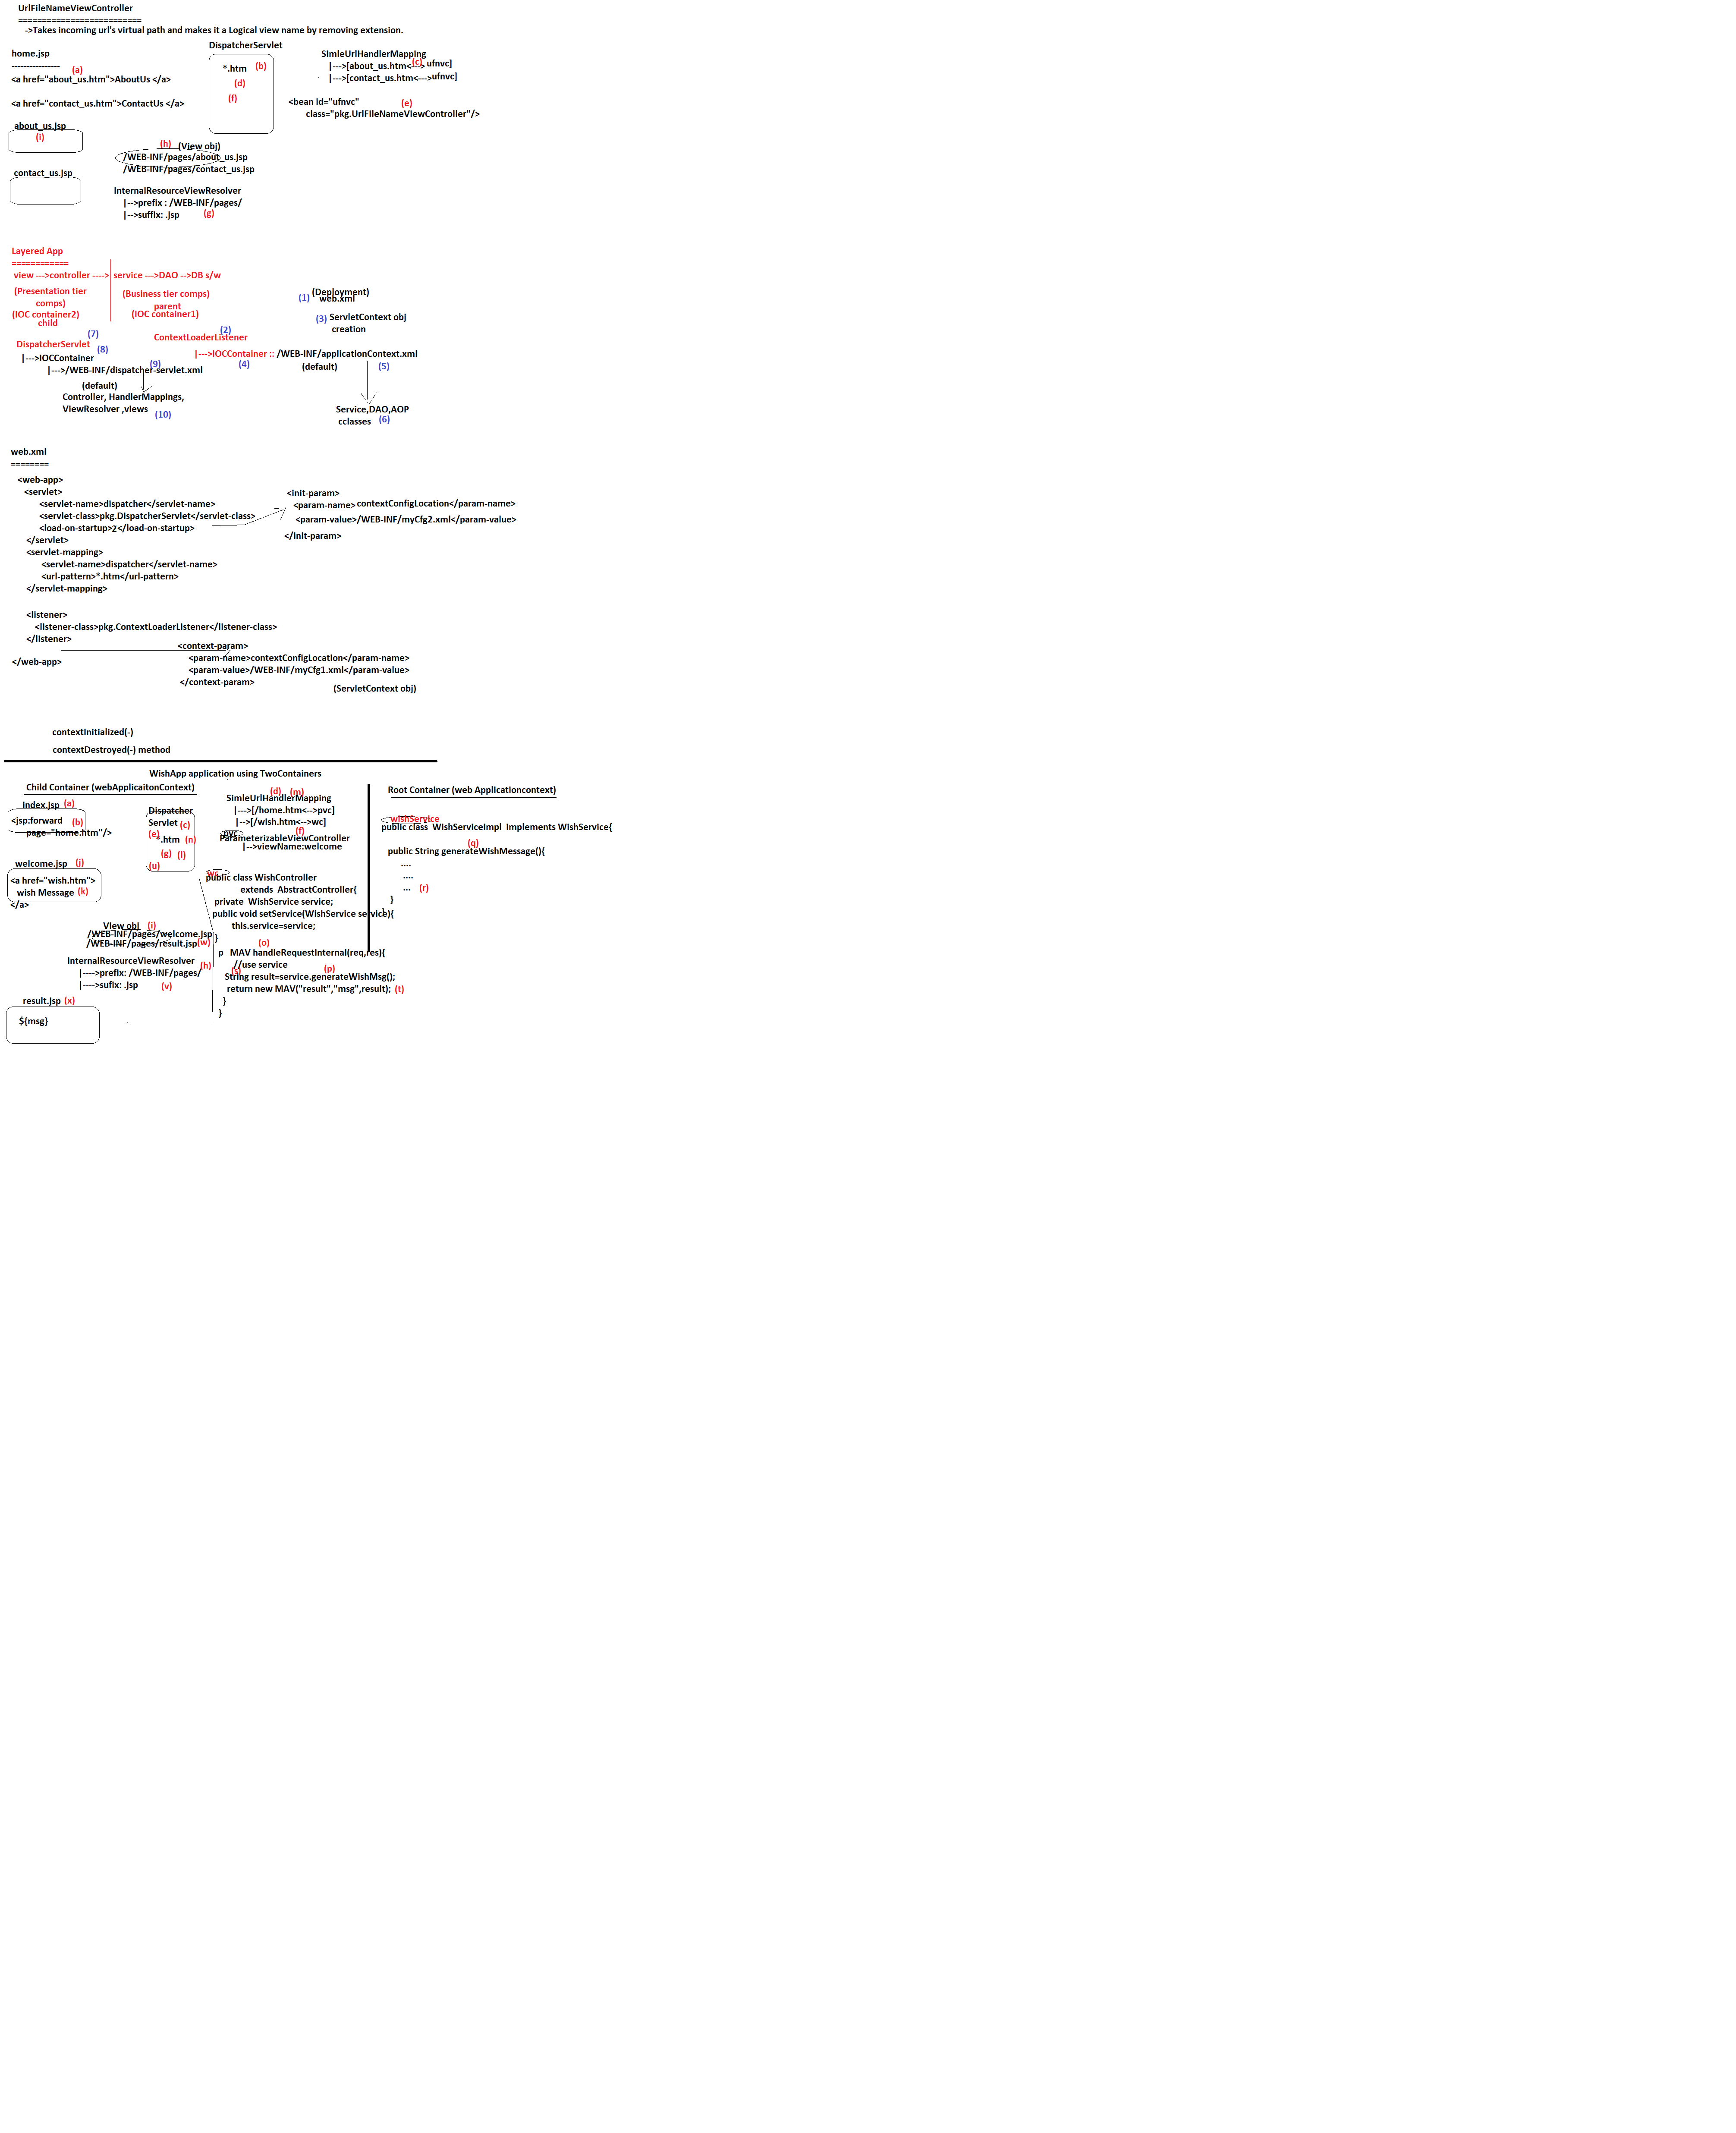 UrlFileNameViewController
==========================
->Takes incoming url's virtual path and makes it a Logical view name by removing extension.
DispatcherServlet
home.jsp
----------------
(a)
<a href="about_us.htm">AboutUs </a>
<a href="contact_us.htm">ContactUs </a>
*.htm (b)
(d)
(f)
SimleUrlHandlerMapping
|--->[about_us.htm<---> ufnvc] (c)
|--->[contact_us.htm<--->ufnvc]
<bean id="ufnvc" (e)
class="pkg.UrlFileNameViewController"/>
about_us.jsp
(i)
contact_us.jsp
(h) (View obj)
/WEB-INF/pages/about_us.jsp
/WEB-INF/pages/contact_us.jsp
InternalResourceViewResolver
|-->prefix : /WEB-INF/pages/
|-->suffix: .jsp (g)
Layered App
============
view --->controller ----> service --->DAO -->DB s/w
(Presentation tier
comps)
(IOC container2)
child
(Business tier comps)
parent
(IOC container1)
(1) (Deployment)
web.xml
(3) ServletContext obj
creation
(7)
DispatcherServlet (8)
|--->IOCContainer
(9)
|--->/WEB-INF/dispatcher-servlet.xml
(default)
Controller, HandlerMappings,
ViewResolver ,views (10)
(2)
ContextLoaderListener
|--->IOCContainer :: /WEB-INF/applicationContext.xml
(4) (default) (5)
Service,DAO,AOP
cclasses (6)
web.xml
========
<web-app>
<servlet>
<servlet-name>dispatcher</servlet-name>
<servlet-class>pkg.DispatcherServlet</servlet-class>
<load-on-startup>2</load-on-startup>
</servlet>
<servlet-mapping>
<servlet-name>dispatcher</servlet-name>
<url-pattern>*.htm</url-pattern>
</servlet-mapping>
<init-param>
<param-name>contextConfigLocation</param-name>
<param-value>/WEB-INF/myCfg2.xml</param-value>
</init-param>
<listener>
<listener-class>pkg.ContextLoaderListener</listener-class>
</listener>
</web-app>
<context-param>
<param-name>contextConfigLocation</param-name>
<param-value>/WEB-INF/myCfg1.xml</param-value>
</context-param>
(ServletContext obj)
contextInitialized(-)
contextDestroyed(-) method
WishApp application using TwoContainers
Child Container (webApplicaitonContext)
Root Container (web Applicationcontext)
index.jsp (a)
<jsp:forward (b)
page="home.htm"/>
welcome.jsp (j)
<a href="wish.htm">
wish Message (k)
</a>
Dispatcher
Servlet (c)
(e)
*.htm (n)
(g) (l)
(u)
(d) (m)
SimleUrlHandlerMapping
|--->[/home.htm<-->pvc]
|-->[/wish.htm<-->wc]
pvc (f)
ParameterizableViewController
|-->viewName:welcome
wc
public class WishController
extends AbstractController{
private WishService service;
public void setService(WishService service){
this.service=service;
}
(o)
p MAV handleRequestInternal(req,res){
//use service
(s) (p)
String result=service.generateWishMsg();
return new MAV("result","msg",result); (t)
}
}
wishService
public class WishServiceImpl implements WishService{
(q)
public String generateWishMessage(){
....
....
... (r)
}
}
View obj (i)
/WEB-INF/pages/welcome.jsp
/WEB-INF/pages/result.jsp(w)
InternalResourceViewResolver (h)
|---->prefix: /WEB-INF/pages/
|---->sufix: .jsp (v)
result.jsp (x)
${msg}